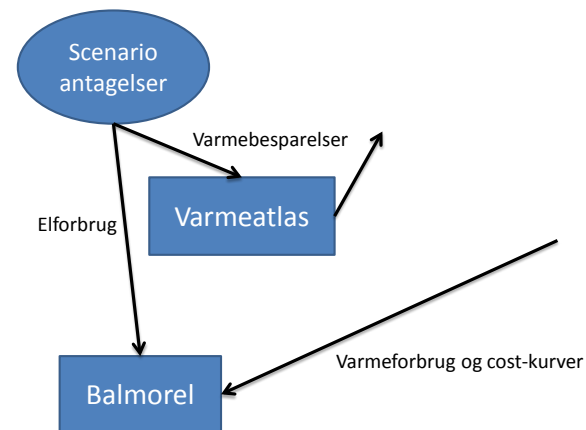 Scenario
antagelser
Varmebesparelser
Varmeatlas
Elforbrug
Varmeforbrug og cost-kurver
Balmorel